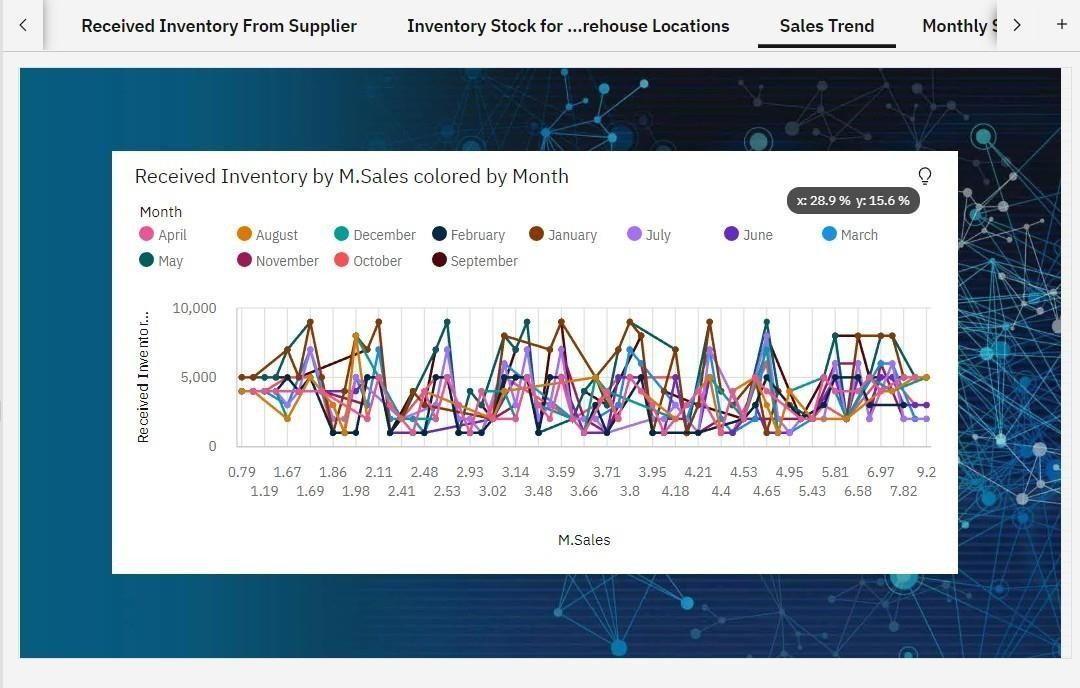 Received Inventory From Supplier Inventory Stock for ...rehouse Locations Sales Trend Monthly
Received Inventory by M.Sales colored by Month
x: 28.9 % y: 15.6 %
Month
April August December February January July June March
May November October September
10,000
5,000
0
Received Inventor...
0.79 1.67 1.86 2.11 2.48 2.93 3.14 3.59 3.71 3.95 4.21 4.53 4.95 5.81 6.97 9.2
1.19 1.69 1.98 2.41 2.53 3.02 3.48 3.66 3.8 4.18 4.4 4.65 5.43 6.58 7.82
M.Sales